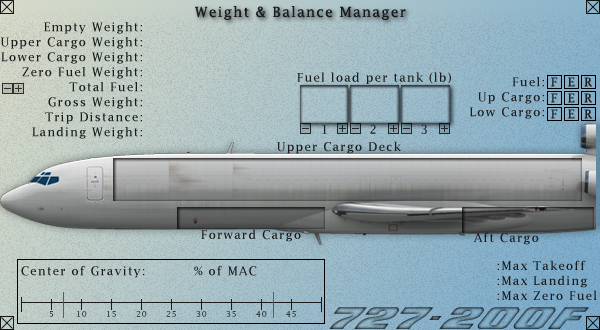 Weight & Balance Manager
Empty Weight:
Upper Cargo Weight:
Lower Cargo Weight:
Zero Fuel Weight:
Total Fuel:
Gross Weight:
Trip Distance:
Landing Weight:
Fuel load per tank (lb)
1 2 3
Fuel: F E R
Up Cargo: F E R
Low Cargo: F E R
Upper Cargo Deck
Forward Cargo
Aft Cargo
Center of Gravity: % of MAC
5 10 15 20 25 30 35 40 45
:Max Takeoff
:Max Landing
:Max Zero Fuel
727-200F